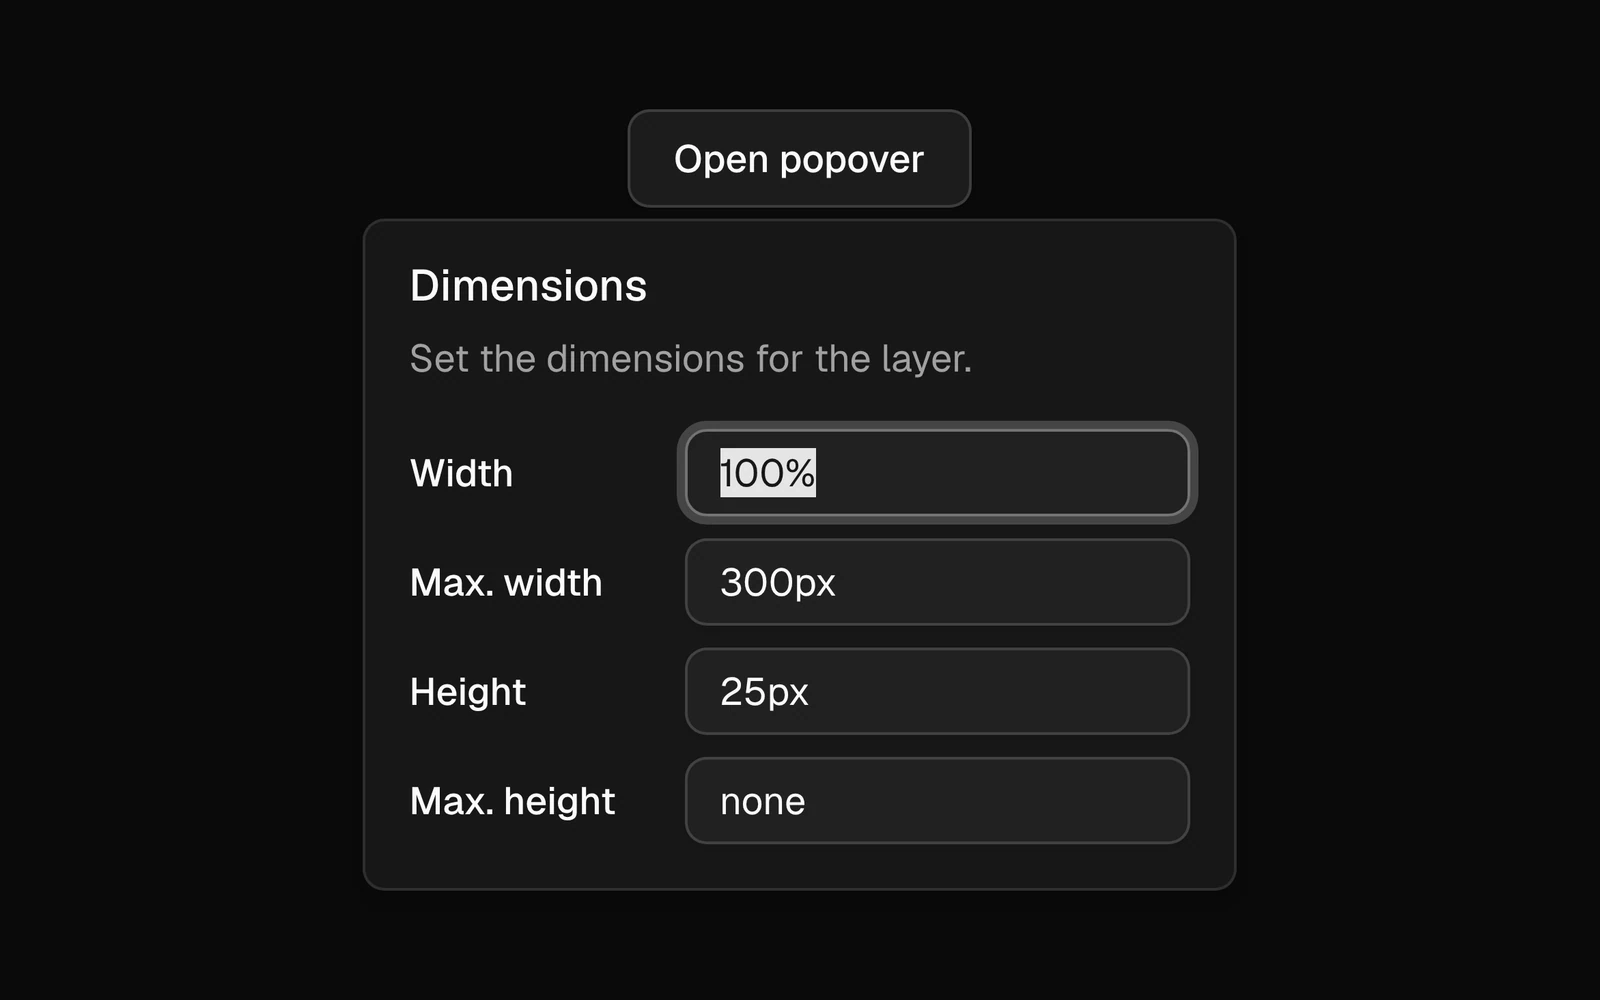 Open popover
Dimensions
Set the dimensions for the layer.
Width
100%
Max. width
300px
Height
25px
Max. height
none